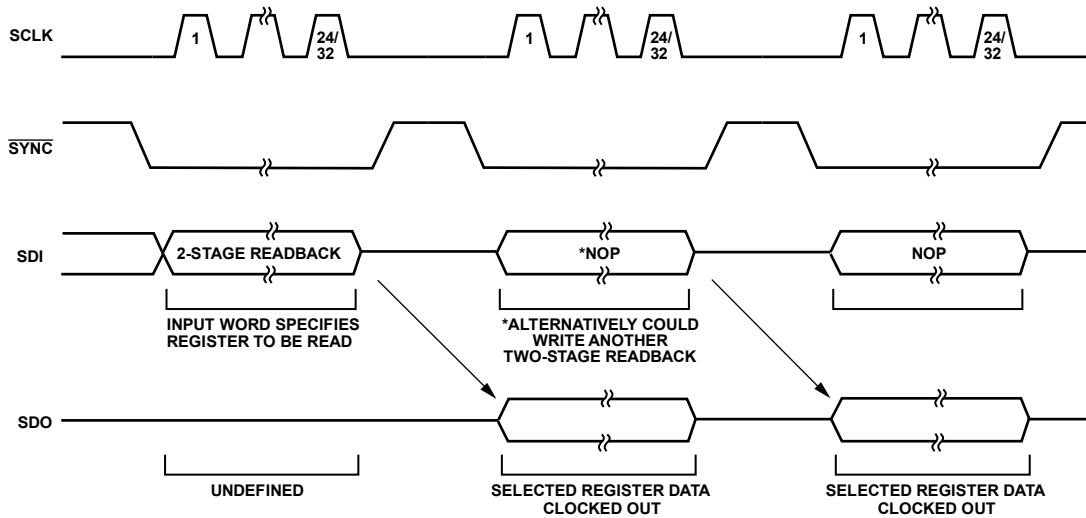 SCLK
1
24/
32
1
24/
32
1
24/
32
SYNC
SDI
2-STAGE READBACK
*NOP
NOP
INPUT WORD SPECIFIES
REGISTER TO BE READ
*ALTERNATIVELY COULD
WRITE ANOTHER
TWO-STAGE READBACK
SDO
UNDEFINED
SELECTED REGISTER DATA
CLOCKED OUT
SELECTED REGISTER DATA
CLOCKED OUT